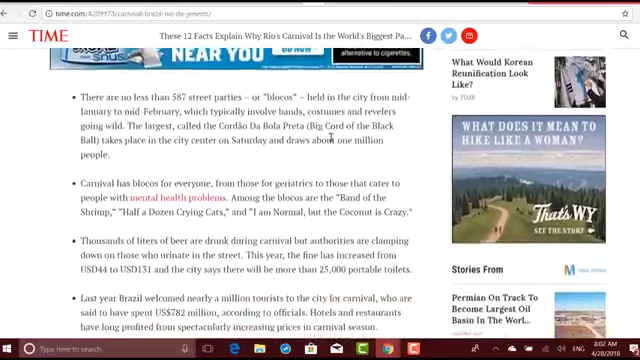 time.com/4209973/carnival-brazil-rio-de-janeiro/
TIME
These 12 Facts Explain Why Rio's Carnival Is the World's Biggest Pa...
snus
NEAR YOU
alternative to cigarettes.
There are no less than 587 street parties – or "blocos" – held in the city from mid-
January to mid-February, which typically involve bands, costumes and revelers
going wild. The largest, called the Cordão Da Bola Preta (Big Cord of the Black
Ball) takes place in the city center on Saturday and draws about one million
people.
Carnival has blocos for everyone, from those for geriatrics to those that cater to
people with mental health problems. Among the blocos are the "Band of the
Shrimp," "Half a Dozen Crying Cats," and "I am Normal, but the Coconut is Crazy."
Thousands of liters of beer are drunk during carnival but authorities are clamping
down on those who urinate in the street. This year, the fine has increased from
USD44 to USD131 and the city says there will be more than 25,000 portable toilets.
Last year Brazil welcomed nearly a million tourists to the city for carnival, who are
said to have spent US$782 million, according to officials. Hotels and restaurants
have long profited from spectacularly increasing prices in carnival season.
What Would Korean
Reunification Look
Like?
by TIME
WHAT DOES IT MEAN TO
HIKE LIKE A WOMAN?
That's WY
SEE THE STORY
Stories From
Permian On Track To
Become Largest Oil
Basin In The World
Type here to search
ENG
8:02 AM
4/28/2018